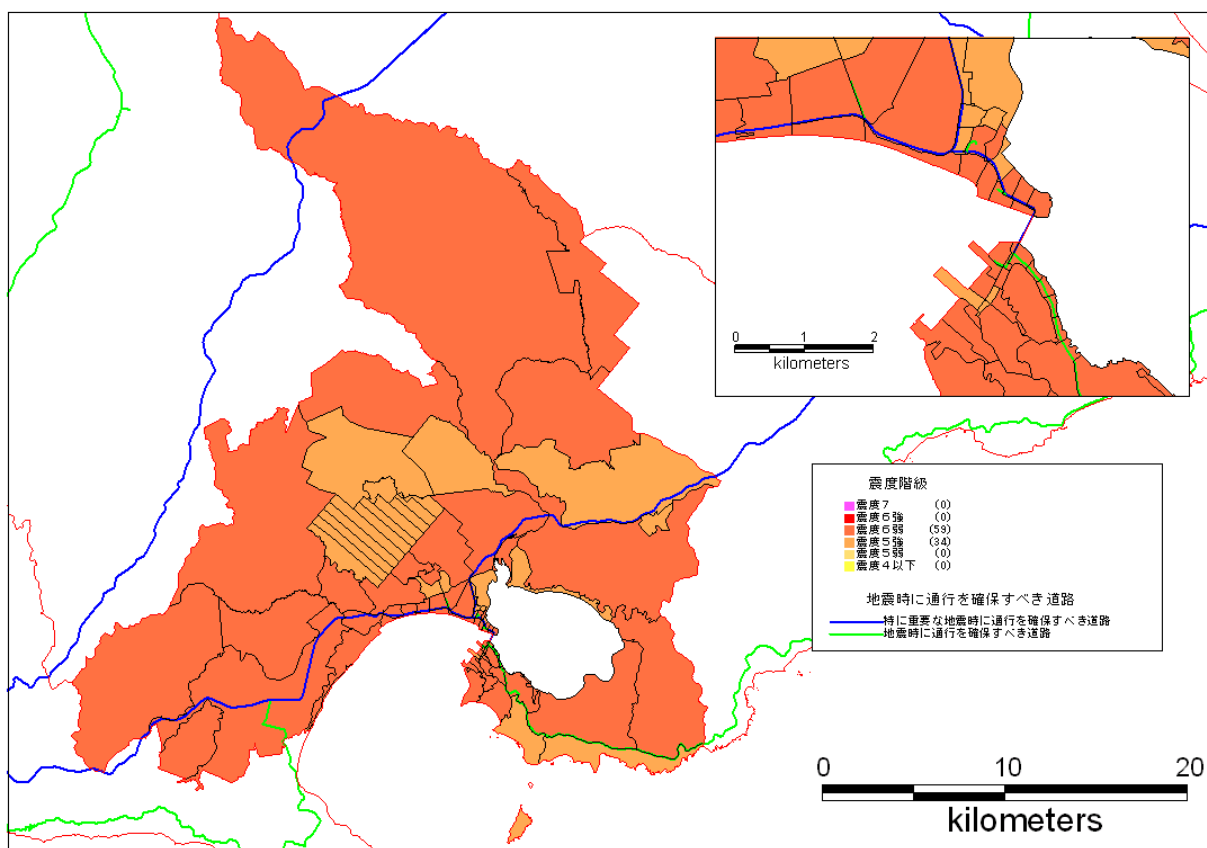 0 1 2
kilometers
震度階級
震度7 (0)
震度6強 (0)
震度6弱 (59)
震度5強 (34)
震度5弱 (0)
震度4以下 (0)
地震時に通行を確保すべき道路
特に重要な地震時に通行を確保すべき道路
地震時に通行を確保すべき道路
0 10 20
kilometers